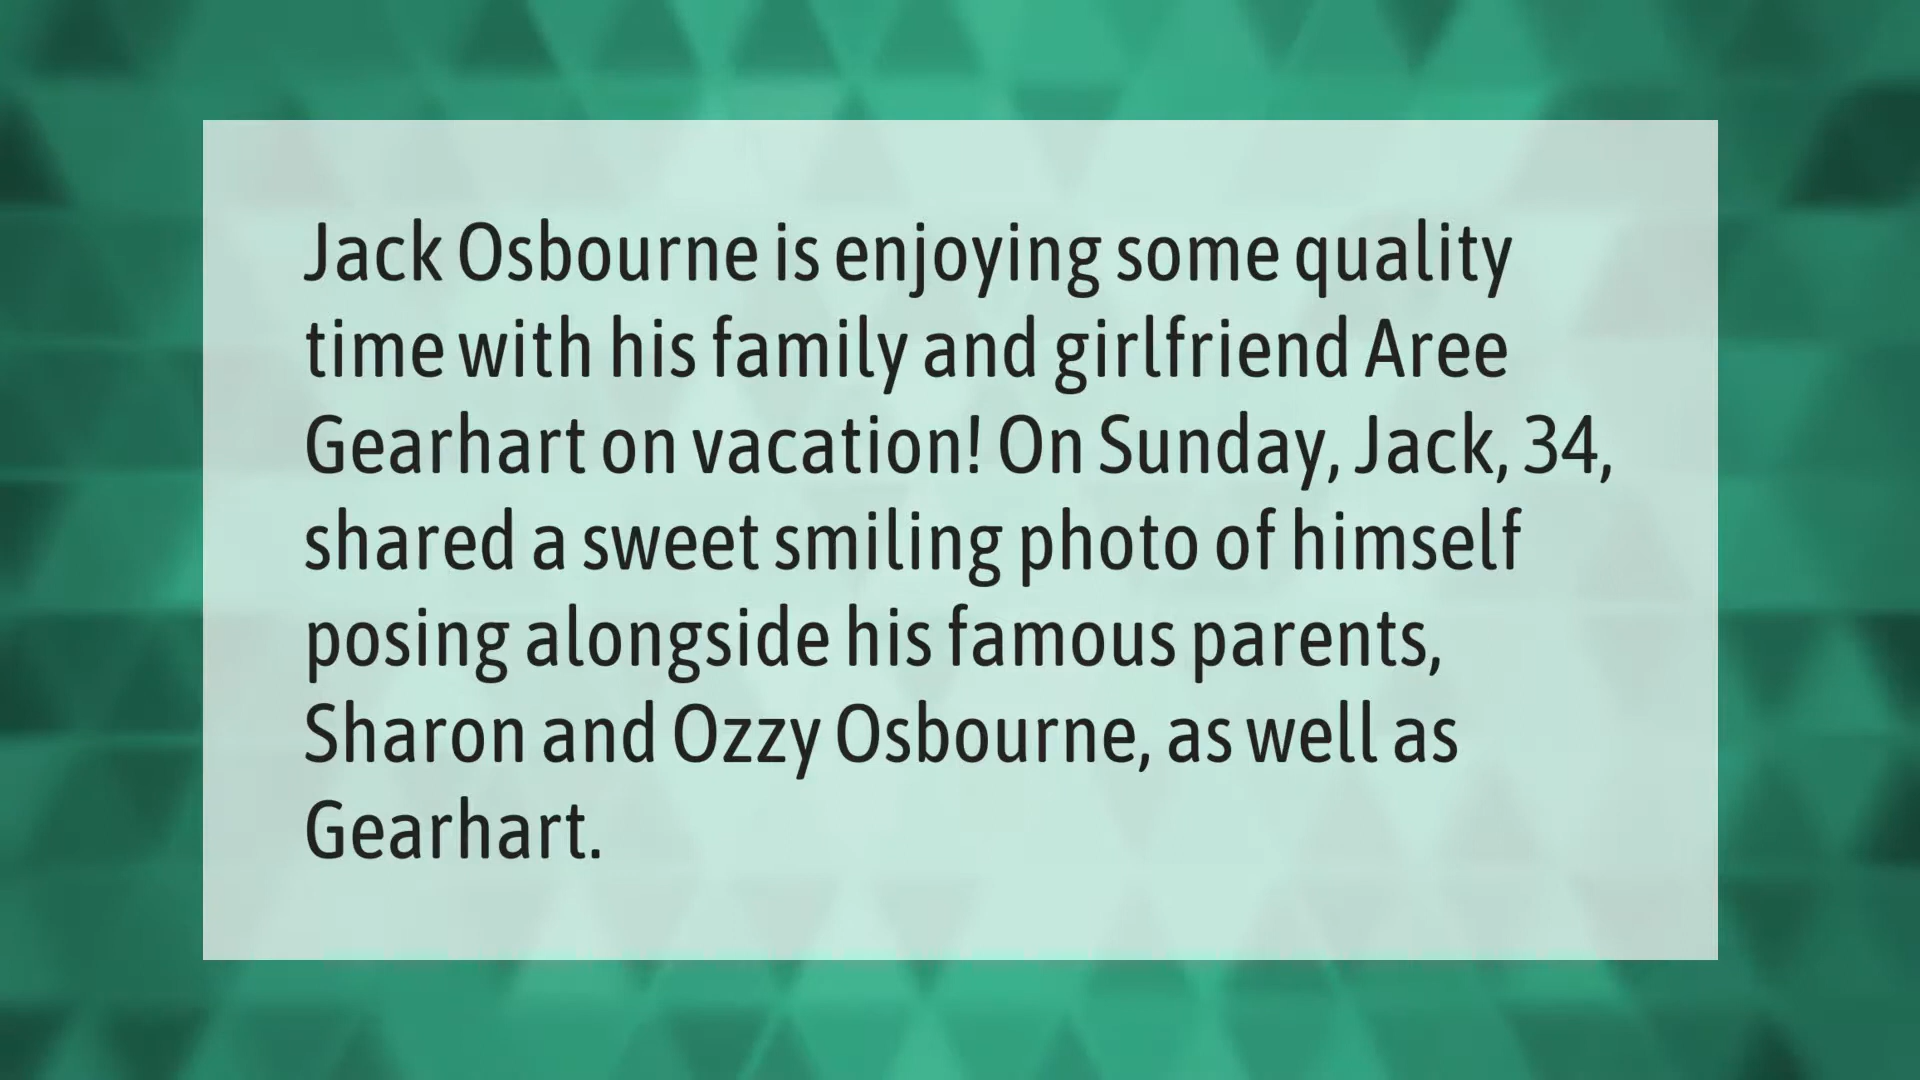 Jack Osbourne is enjoying some quality
time with his family and girlfriend Aree
Gearhart on vacation! On Sunday, Jack, 34,
shared a sweet smiling photo of himself
posing alongside his famous parents,
Sharon and Ozzy Osbourne, as well as
Gearhart.